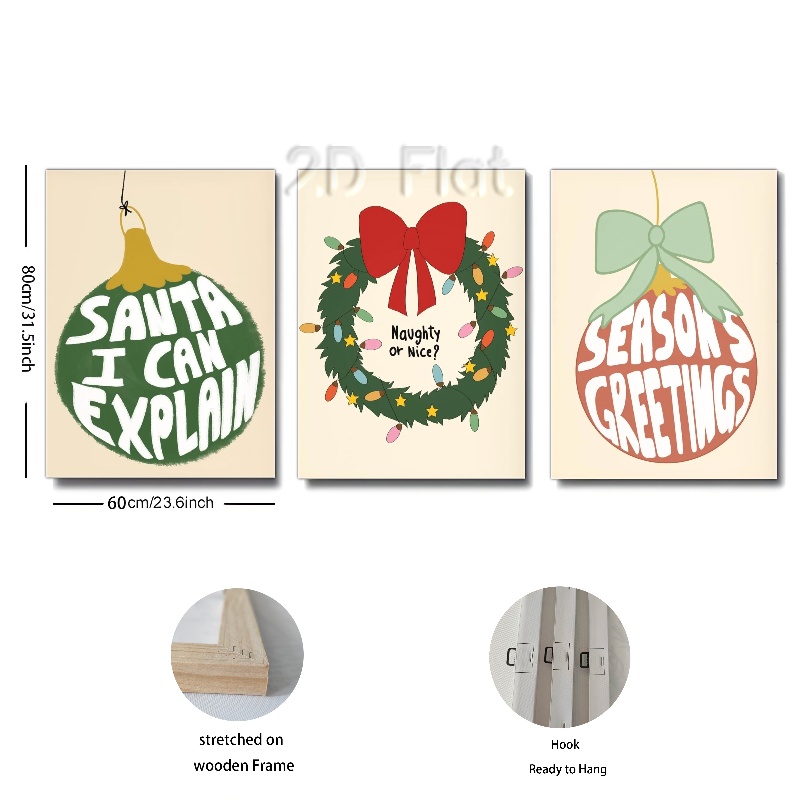 2D Flat
SANTA
I CAN
EXPLAIN
Naughty
or Nice?
SEASON'S
GREETINGS
80cm/31.5inch
60cm/23.6inch
stretched on
wooden Frame
Hook
Ready to Hang